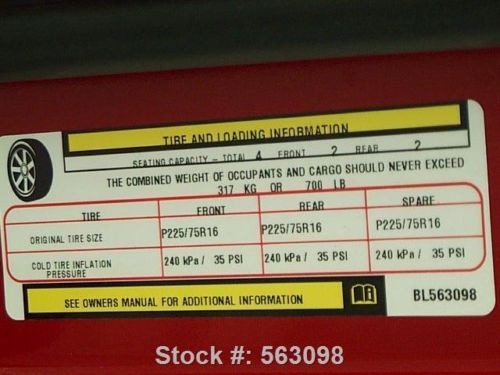 TIRE AND LOADING INFORMATION
SEATING CAPACITY - TOTAL 4 FRONT 2 REAR 2
THE COMBINED WEIGHT OF OCCUPANTS AND CARGO SHOULD NEVER EXCEED
317 KG OR 700 LB
TIRE FRONT REAR SPARE
ORIGINAL TIRE SIZE P225/75R16 P225/75R16 P225/75R16
COLD TIRE INFLATION 240 kPa/ 35 PSI 240 kPa/ 35 PSI 240 kPa/ 35 PSI
PRESSURE
SEE OWNERS MANUAL FOR ADDITIONAL INFORMATION BL563098
Stock #: 563098